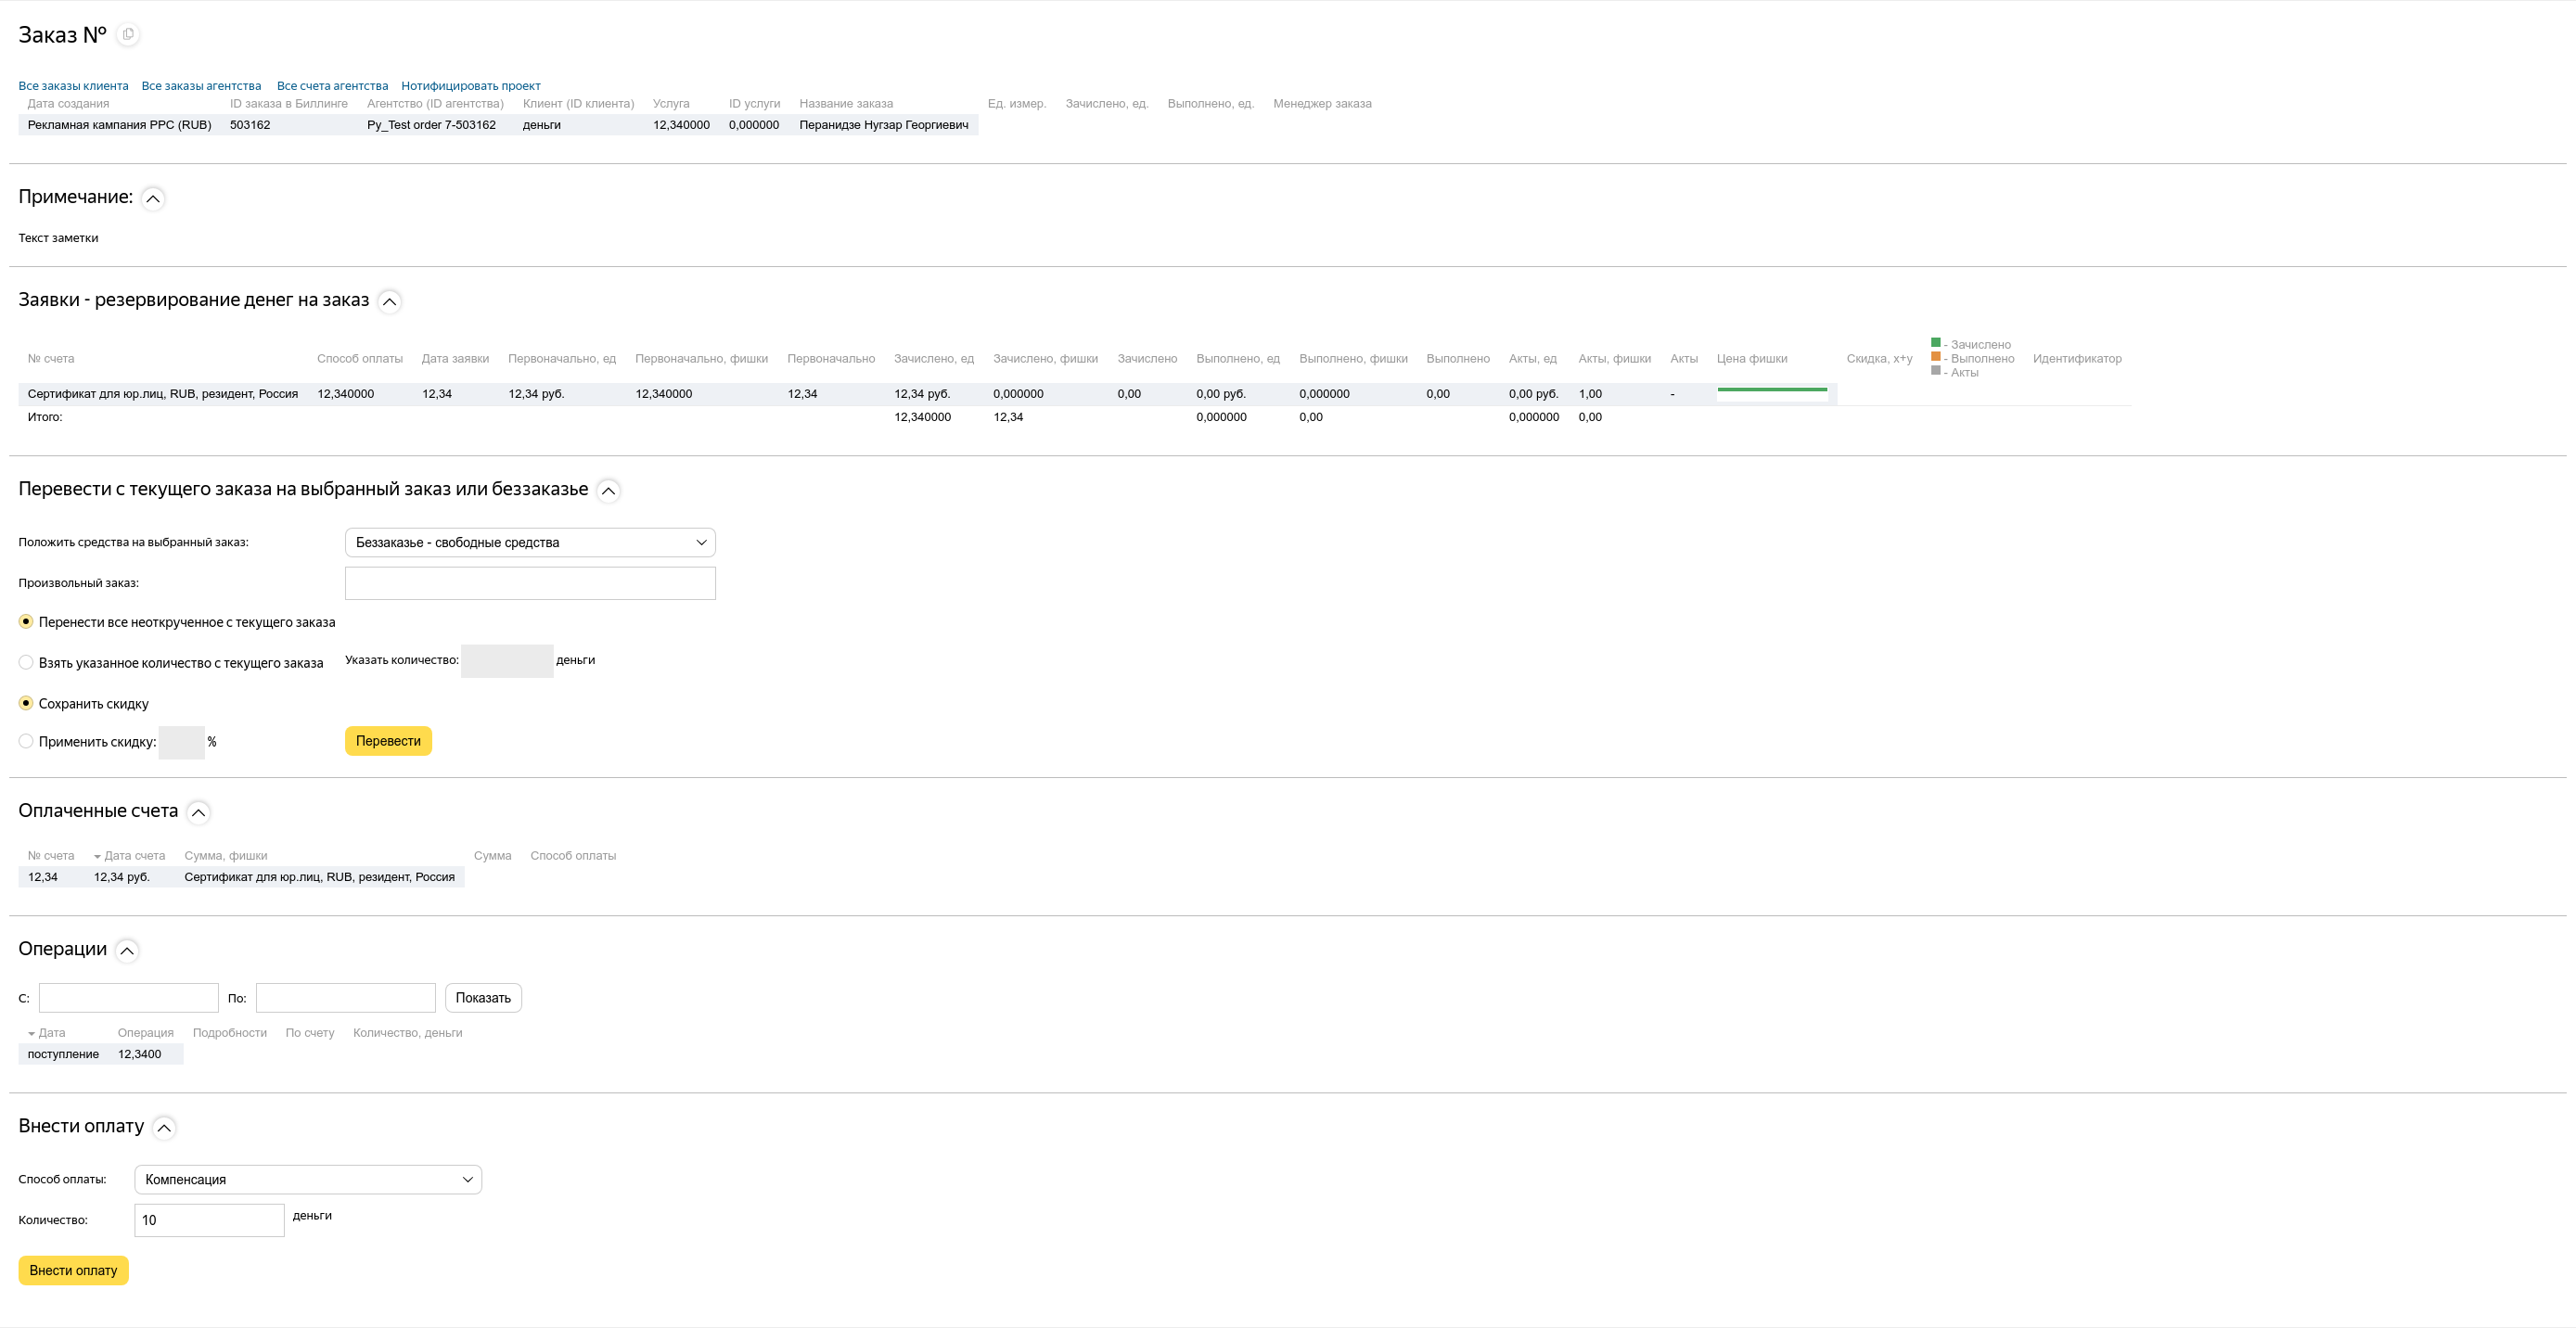 Заказ №
Все заказы клиента Все заказы агентства Все счета агентства Нотифицировать проект
Дата создания ID заказа в Биллинге Агентство (ID агентства) Клиент (ID клиента) Услуга ID услуги Название заказа Ед. измер. Зачислено, ед. Выполнено, ед. Менеджер заказа
Рекламная кампания РРС (RUB) 503162 Py_Test order 7-503162 деньги 12,340000 0,000000 Перанидзе Нугзар Георгиевич
Примечание:
Текст заметки
Заявки - резервирование денег на заказ
№ счета Способ оплаты Дата заявки Первоначально, ед Первоначально, фишки Первоначально Зачислено, ед Зачислено, фишки Зачислено Выполнено, ед Выполнено, фишки Выполнено Акты, ед Акты, фишки Акты Цена фишки Скидка, x+y - Зачислено - Выполнено - Акты Идентификатор
Сертификат для юр.лиц, RUB, резидент, Россия 12,340000 12,34 12,34 руб. 12,340000 12,34 12,34 руб. 0,000000 0,00 0,00 руб. 0,000000 0,00 0,00 руб. 1,00 -
Итого: 12,340000 12,34 0,000000 0,00 0,000000 0,00
Перевести с текущего заказа на выбранный заказ или беззаказье
Положить средства на выбранный заказ: Беззаказье - свободные средства
Произвольный заказ:
Перенести все неоткрученное с текущего заказа
Взять указанное количество с текущего заказа Указать количество: деньги
Сохранить скидку
Применить скидку: % Перевести
Оплаченные счета
№ счета Дата счета Сумма, фишки Сумма Способ оплаты
12,34 12,34 руб. Сертификат для юр.лиц, RUB, резидент, Россия
Операции
С: По: Показать
Дата Операция Подробности По счету Количество, деньги
поступление 12,3400
Внести оплату
Способ оплаты: Компенсация
Количество: 10 деньги
Внести оплату